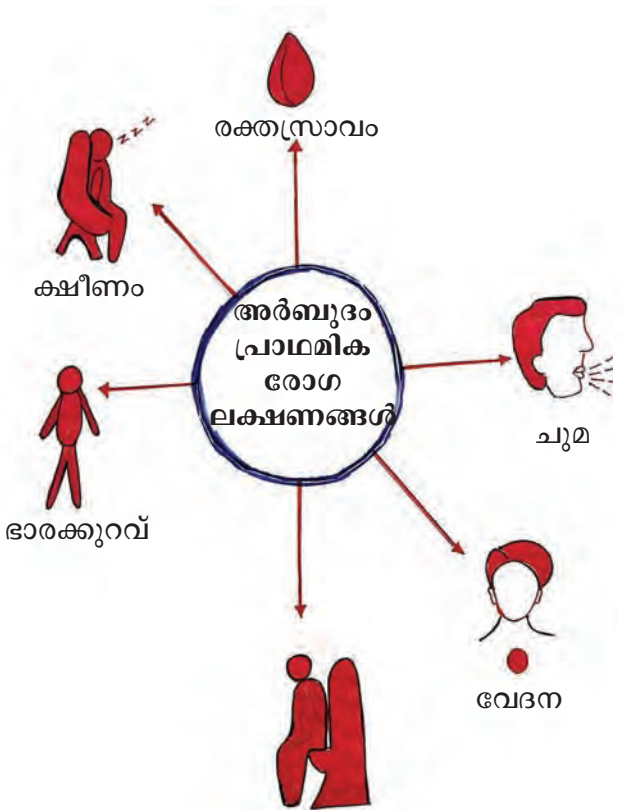 രക്തസ്രാവം
ക്ഷീണം
അർബുദം
പ്രാഥമിക
രോഗ
ലക്ഷണങ്ങൾ
ചുമ
ഭാരക്കുറവ്
വേദന